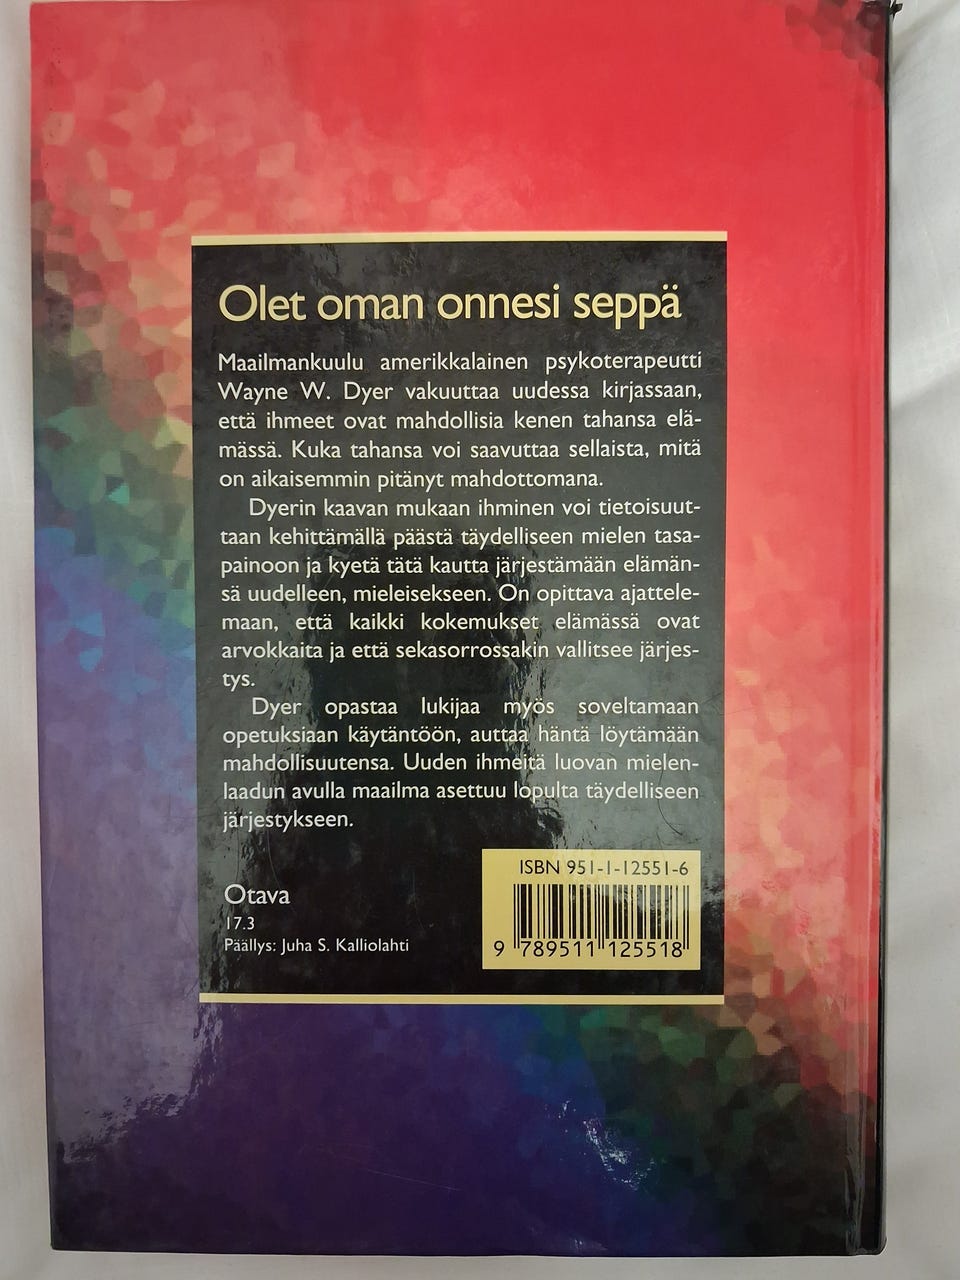 Olet oman onnesi seppä
Maailmankuulu amerikkalainen psykoterapeutti
Wayne W. Dyer vakuuttaa uudessa kirjassaan,
että ihmeet ovat mahdollisia kenen tahansa elä-
mässä. Kuka tahansa voi saavuttaa sellaista, mitä
on aikaisemmin pitänyt mahdottomana.
Dyerin kaavan mukaan ihminen voi tietoisuut-
taan kehittämällä päästä täydelliseen mielen tasa-
painoon ja kyetä tätä kautta järjestämään elämän-
sä uudelleen, mieleisekseen. On opittava ajattele-
maan, että kaikki kokemukset elämässä ovat
arvokkaita ja että sekasorrossakin vallitsee järjes-
tys.
Dyer opastaa lukijaa myös soveltamaan
opetuksiaan käytäntöön, auttaa häntä löytämään
mahdollisuutensa. Uuden ihmeitä luovan mielen-
laadun avulla maailma asettuu lopulta täydelliseen
järjestykseen.
Otava
17.3
Päällys: Juha S. Kalliolahti
ISBN 951-1-12551-6
9 789511 125518